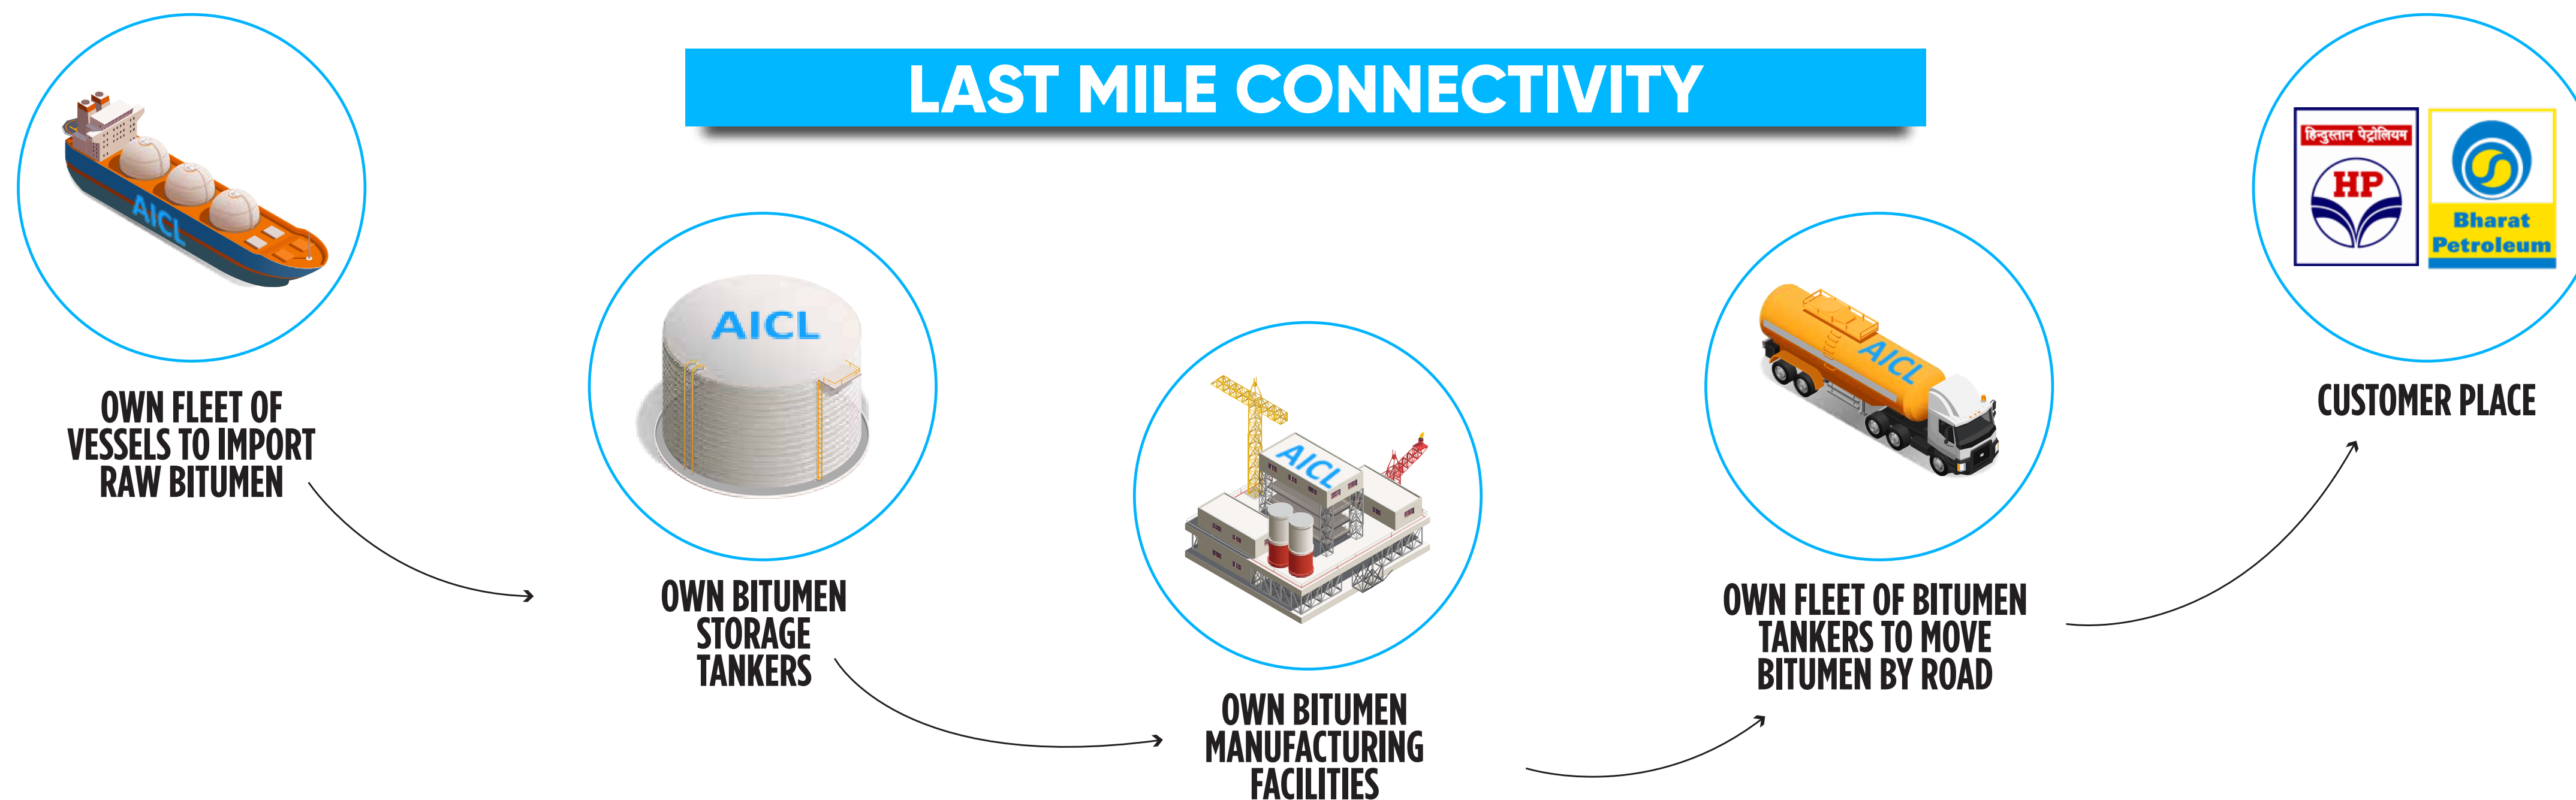 LAST MILE CONNECTIVITY
AICL
OWN FLEET OF
VESSELS TO IMPORT
RAW BITUMEN
AICL
OWN BITUMEN
STORAGE
TANKERS
AICL
OWN BITUMEN
MANUFACTURING
FACILITIES
AICL
OWN FLEET OF BITUMEN
TANKERS TO MOVE
BITUMEN BY ROAD
हिन्दुस्तान पेट्रोलियम
HP
Bharat
Petroleum
CUSTOMER PLACE